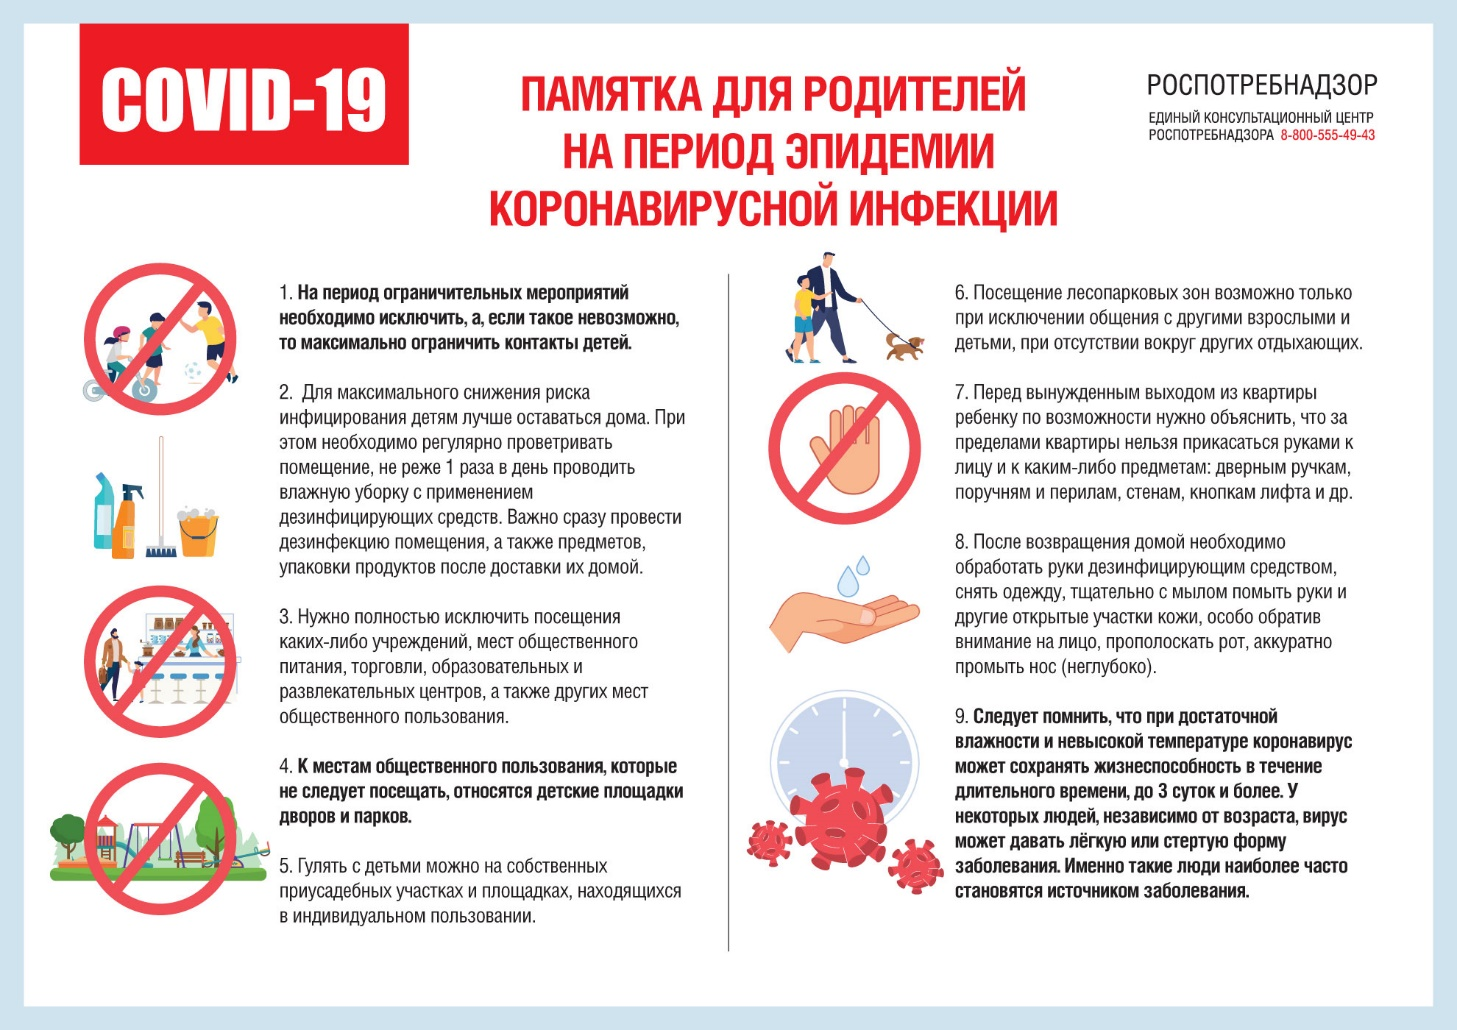 COVID-19
ПАМЯТКА ДЛЯ РОДИТЕЛЕЙ
НА ПЕРИОД ЭПИДЕМИИ
КОРОНАВИРУСНОЙ ИНФЕКЦИИ
РОСПОТРЕБНАДЗОР
ЕДИНЫЙ КОНСУЛЬТАЦИОННЫЙ ЦЕНТР
РОСПОТРЕБНАДЗОРА 8-800-555-49-43
1. На период ограничительных мероприятий
необходимо исключить, а, если такое невозможно,
то максимально ограничить контакты детей.
2. Для максимального снижения риска
инфицирования детям лучше оставаться дома. При
этом необходимо регулярно проветривать
помещение, не реже 1 раза в день проводить
влажную уборку с применением
дезинфицирующих средств. Важно сразу провести
дезинфекцию помещения, а также предметов,
упаковки продуктов после доставки их домой.
3. Нужно полностью исключить посещения
каких-либо учреждений, мест общественного
питания, торговли, образовательных и
развлекательных центров, а также других мест
общественного пользования.
4. К местам общественного пользования, которые
не следует посещать, относятся детские площадки
дворов и парков.
5. Гулять с детьми можно на собственных
приусадебных участках и площадках, находящихся
в индивидуальном пользовании.
6. Посещение лесопарковых зон возможно только
при исключении общения с другими взрослыми и
детьми, при отсутствии вокруг других отдыхающих.
7. Перед вынужденным выходом из квартиры
ребенку по возможности нужно объяснить, что за
пределами квартиры нельзя прикасаться руками к
лицу и к каким-либо предметам: дверным ручкам,
поручням и перилам, стенам, кнопкам лифта и др.
8. После возвращения домой необходимо
обработать руки дезинфицирующим средством,
снять одежду, тщательно с мылом помыть руки и
другие открытые участки кожи, особо обратив
внимание на лицо, прополоскать рот, аккуратно
промыть нос (неглубоко).
9. Следует помнить, что при достаточной
влажности и невысокой температуре коронавирус
может сохранять жизнеспособность в течение
длительного времени, до 3 суток и более. У
некоторых людей, независимо от возраста, вирус
может давать лёгкую или стертую форму
заболевания. Именно такие люди наиболее часто
становятся источником заболевания.